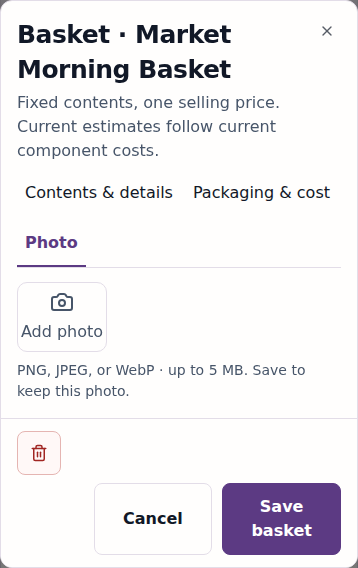 Basket · Market
Morning Basket
Fixed contents, one selling price.
Current estimates follow current
component costs.
Contents & details
Packaging & cost
Photo
Add photo
PNG, JPEG, or WebP · up to 5 MB. Save to
keep this photo.
Cancel
Save
basket